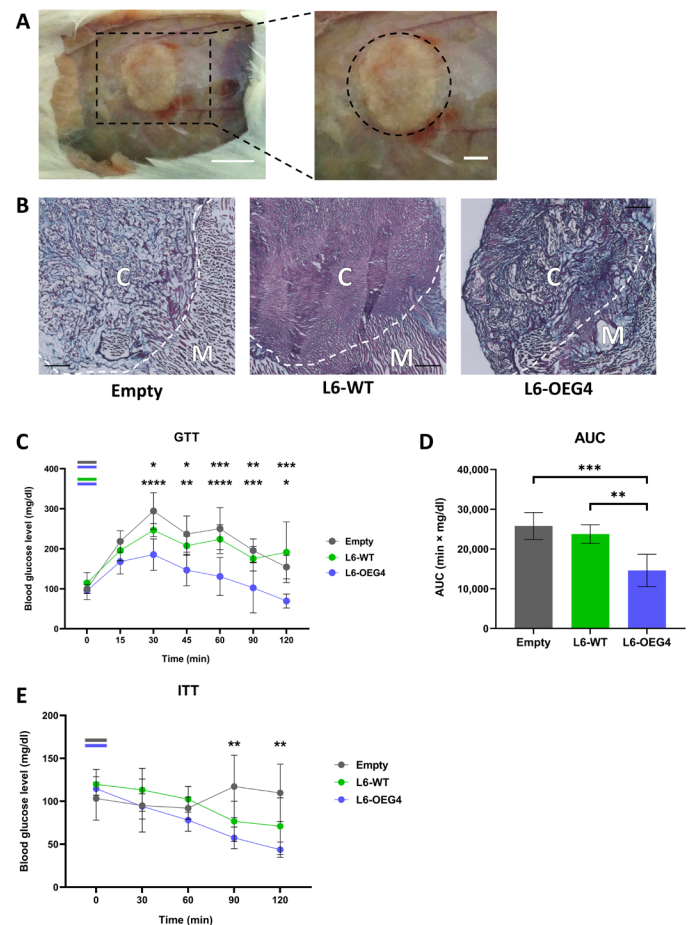 A
B
C
M
Empty
C
M
L6-WT
C
M
L6-OEG4
C
GTT
* * *** ** ***
**** ** **** *** *
Blood glucose level (mg/dl)
400
300
200
100
0
0 15 30 45 60 90 120
Time (min)
Empty
L6-WT
L6-OEG4
D
AUC
***
**
AUC (min × mg/dl)
40,000
30,000
20,000
10,000
0
Empty L6-WT L6-OEG4
E
ITT
** **
Blood glucose level (mg/dl)
200
150
100
50
0
0 30 60 90 120
Time (min)
Empty
L6-WT
L6-OEG4